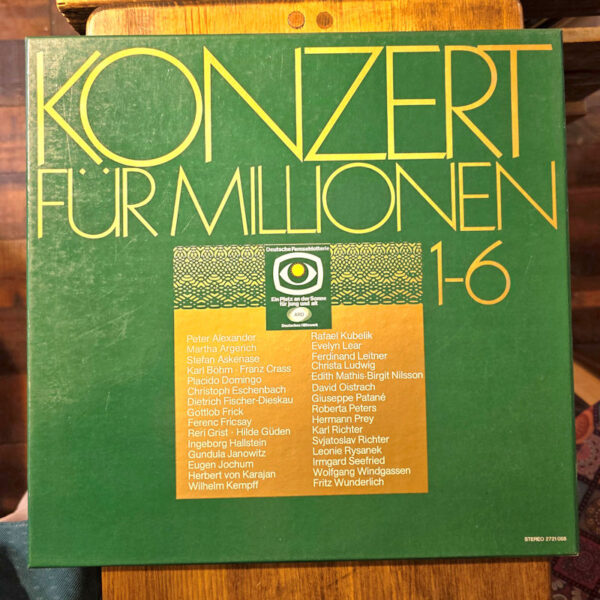 KONZERT
FÜR MILLIONEN
1-6
Deutsche Fernsehlotterie
Ein Platz an der Sonne
für jung und alt
ARD
Deutsches Hilfswerk
Peter Alexander
Martha Argerich
Stefan Askenase
Karl Böhm · Franz Crass
Placido Domingo
Christoph Eschenbach
Dietrich Fischer-Dieskau
Gottlob Frick
Ferenc Fricsay
Reri Grist · Hilde Güden
Ingeborg Hallstein
Gundula Janowitz
Eugen Jochum
Herbert von Karajan
Wilhelm Kempff
Rafael Kubelik
Evelyn Lear
Ferdinand Leitner
Christa Ludwig
Edith Mathis·Birgit Nilsson
David Oistrach
Giuseppe Patané
Roberta Peters
Hermann Prey
Karl Richter
Svjatoslav Richter
Leonie Rysanek
Irmgard Seefried
Wolfgang Windgassen
Fritz Wunderlich
STEREO 2721 058